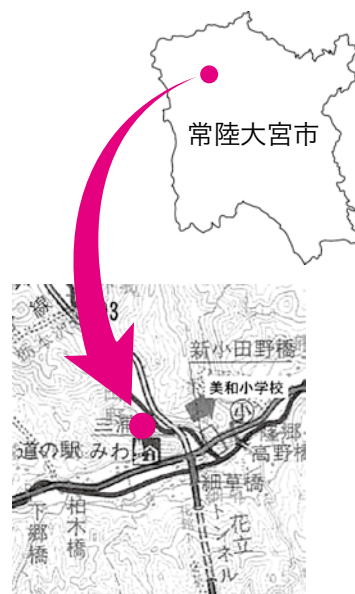 常陸大宮市
新小田野橋
美和小学校
小
三浦
道の駅 みわ
高野橋
細草橋
下郷橋
柏木橋
花立
トンネル